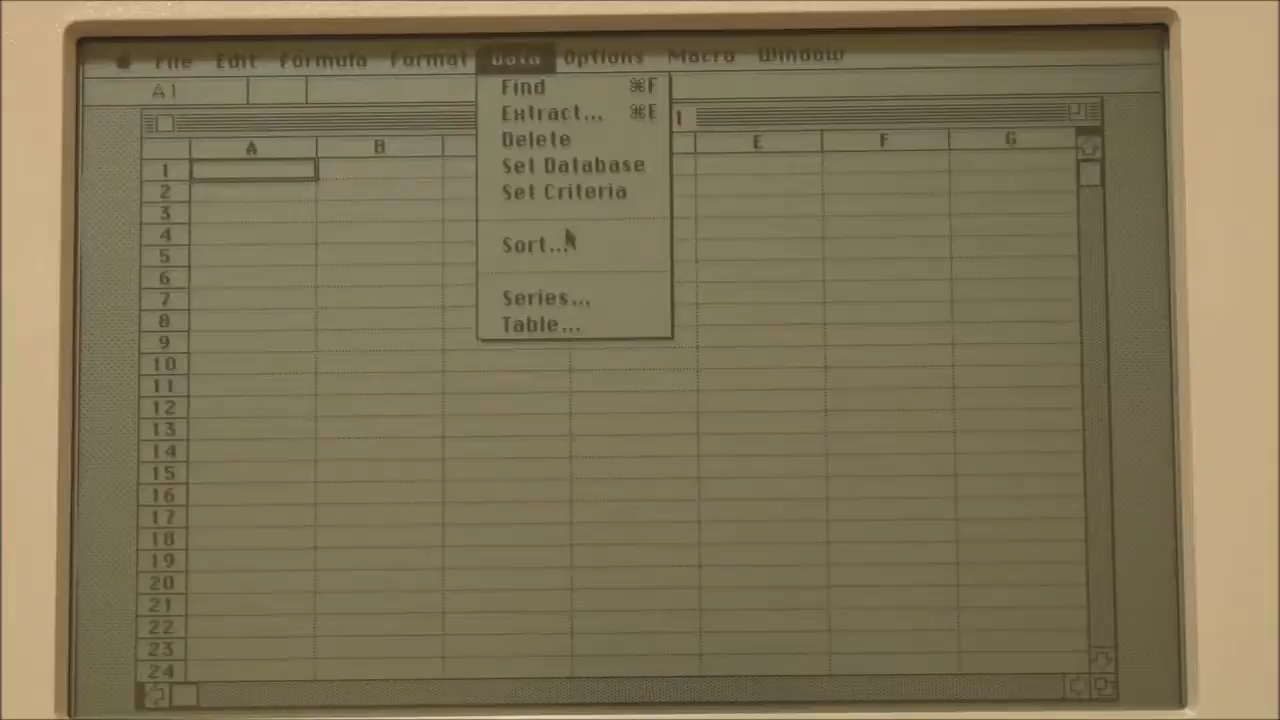 File Edit Formula Format Data Options Macro Window
A1
Find ⌘F
Extract... ⌘E
Delete
Set Database
Set Criteria
Sort...
Series...
Table...
1
A B E F G
1
2
3
4
5
6
7
8
9
10
11
12
13
14
15
16
17
18
19
20
21
22
23
24